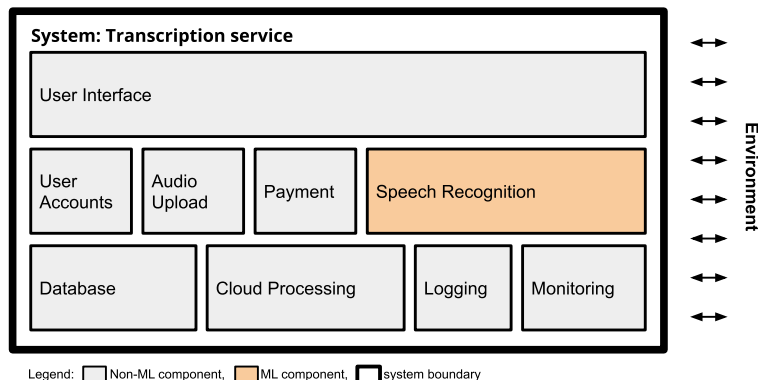 System: Transcription service
User Interface
User
Accounts
Audio
Upload
Payment
Speech Recognition
Database
Cloud Processing
Logging
Monitoring
Environment
Legend: Non-ML component, ML component, system boundary